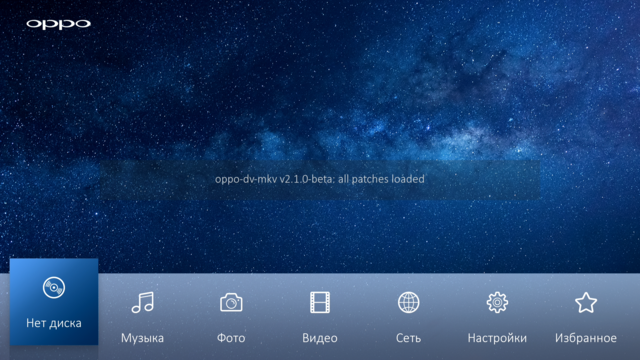 oppo
oppo-dv-mkv v2.1.0-beta: all patches loaded
Нет диска
Музыка
Фото
Видео
Сеть
Настройки
Избранное